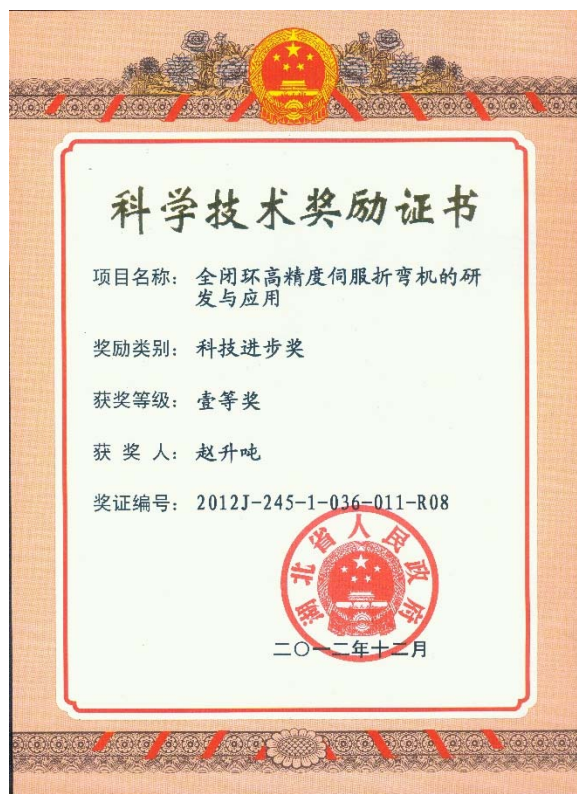 科学技术奖励证书
项目名称: 全闭环高精度伺服折弯机的研
发与应用
奖励类别: 科技进步奖
获奖等级: 壹等奖
获 奖 人: 赵升吨
奖证编号: 2012J-245-1-036-011-R08
湖北省人民政府
二〇一二年十二月